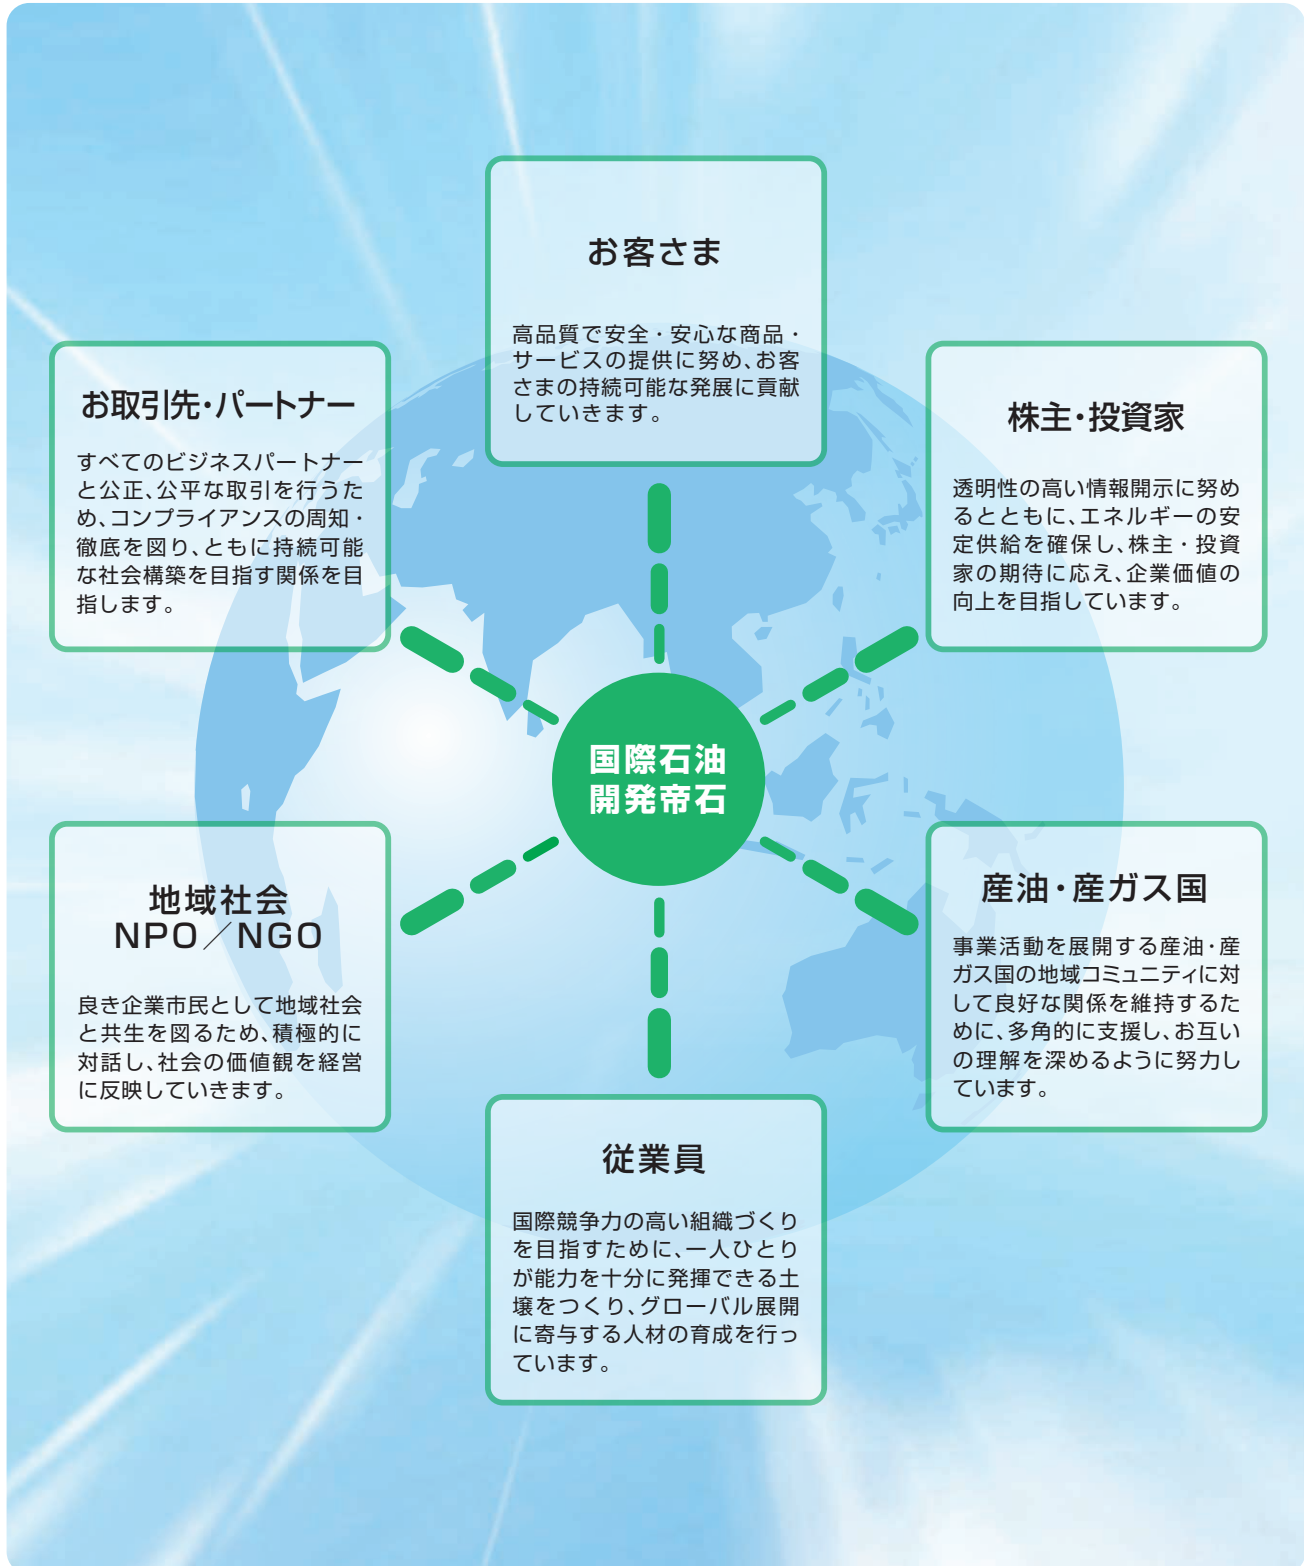 お客さま
高品質で安全・安心な商品・
サービスの提供に努め、お客
さまの持続可能な発展に貢献
していきます。
お取引先・パートナー
すべてのビジネスパートナー
と公正、公平な取引を行うた
め、コンプライアンスの周知・
徹底を図り、ともに持続可能
な社会構築を目指す関係を目
指します。
株主・投資家
透明性の高い情報開示に努め
るとともに、エネルギーの安
定供給を確保し、株主・投資
家の期待に応え、企業価値の
向上を目指しています。
国際石油
開発帝石
地域社会
NPO／NGO
良き企業市民として地域社会
と共生を図るため、積極的に
対話し、社会の価値観を経営
に反映していきます。
産油・産ガス国
事業活動を展開する産油・産
ガス国の地域コミュニティに対
して良好な関係を維持するた
めに、多角的に支援し、お互い
の理解を深めるように努力し
ています。
従業員
国際競争力の高い組織づくり
を目指すために、一人ひとり
が能力を十分に発揮できる土
壌をつくり、グローバル展開
に寄与する人材の育成を行っ
ています。